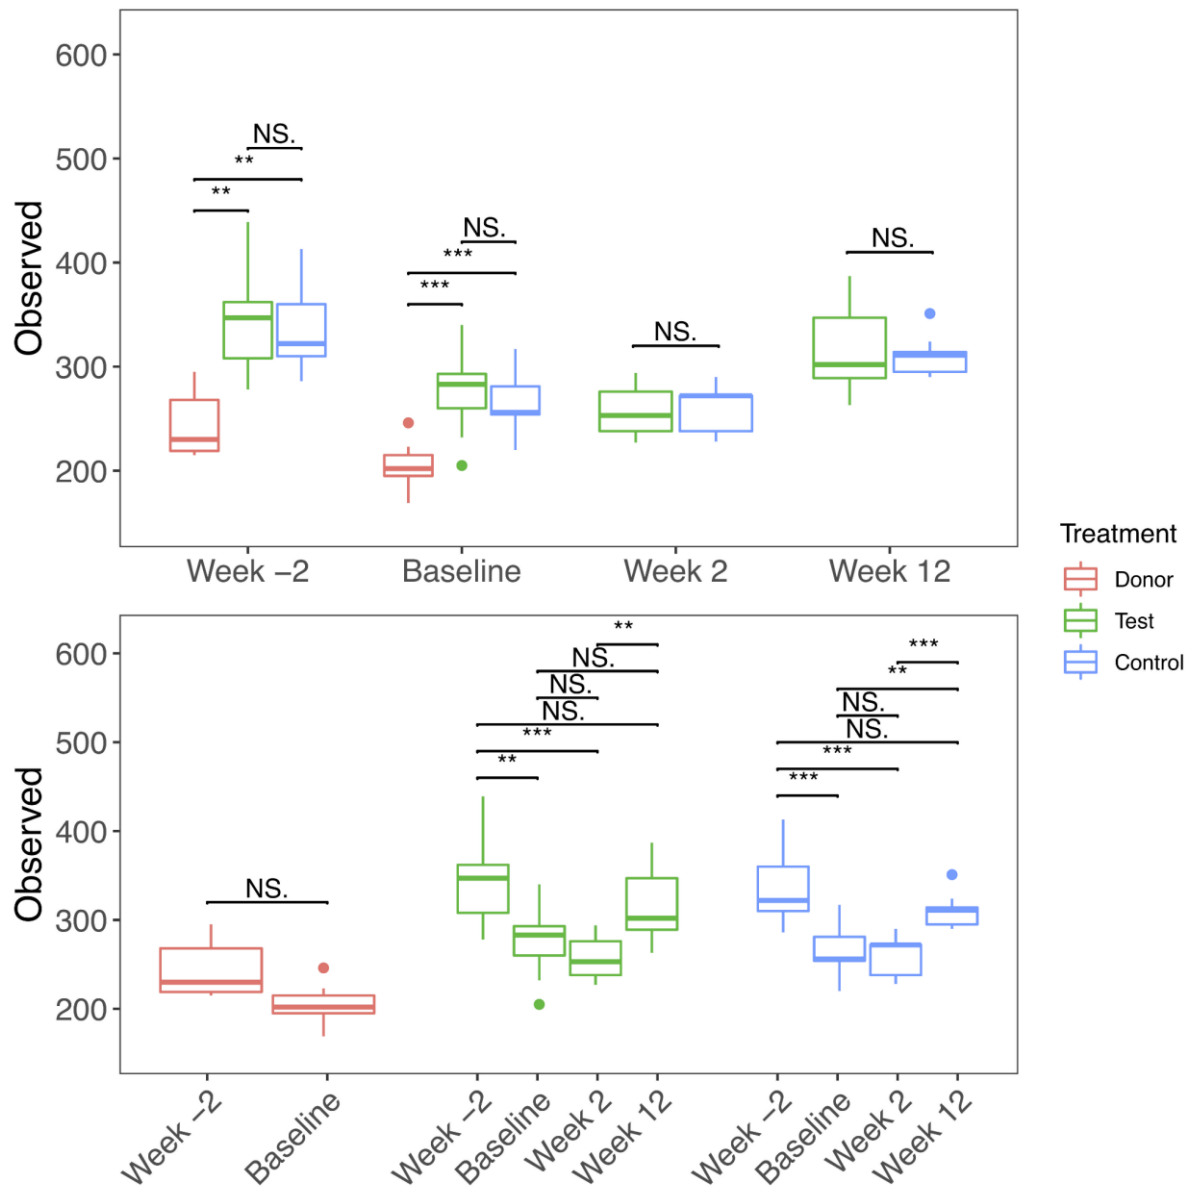 600
500
400
300
200
Observed
NS.
**
**
NS.
***
***
NS.
NS.
Week −2 Baseline Week 2 Week 12
Treatment
Donor
Test
Control
600
500
400
300
200
Observed
NS.
**
NS.
NS.
NS.
***
**
***
**
NS.
NS.
***
***
Week −2
Baseline
Week −2
Baseline
Week 2
Week 12
Week −2
Baseline
Week 2
Week 12